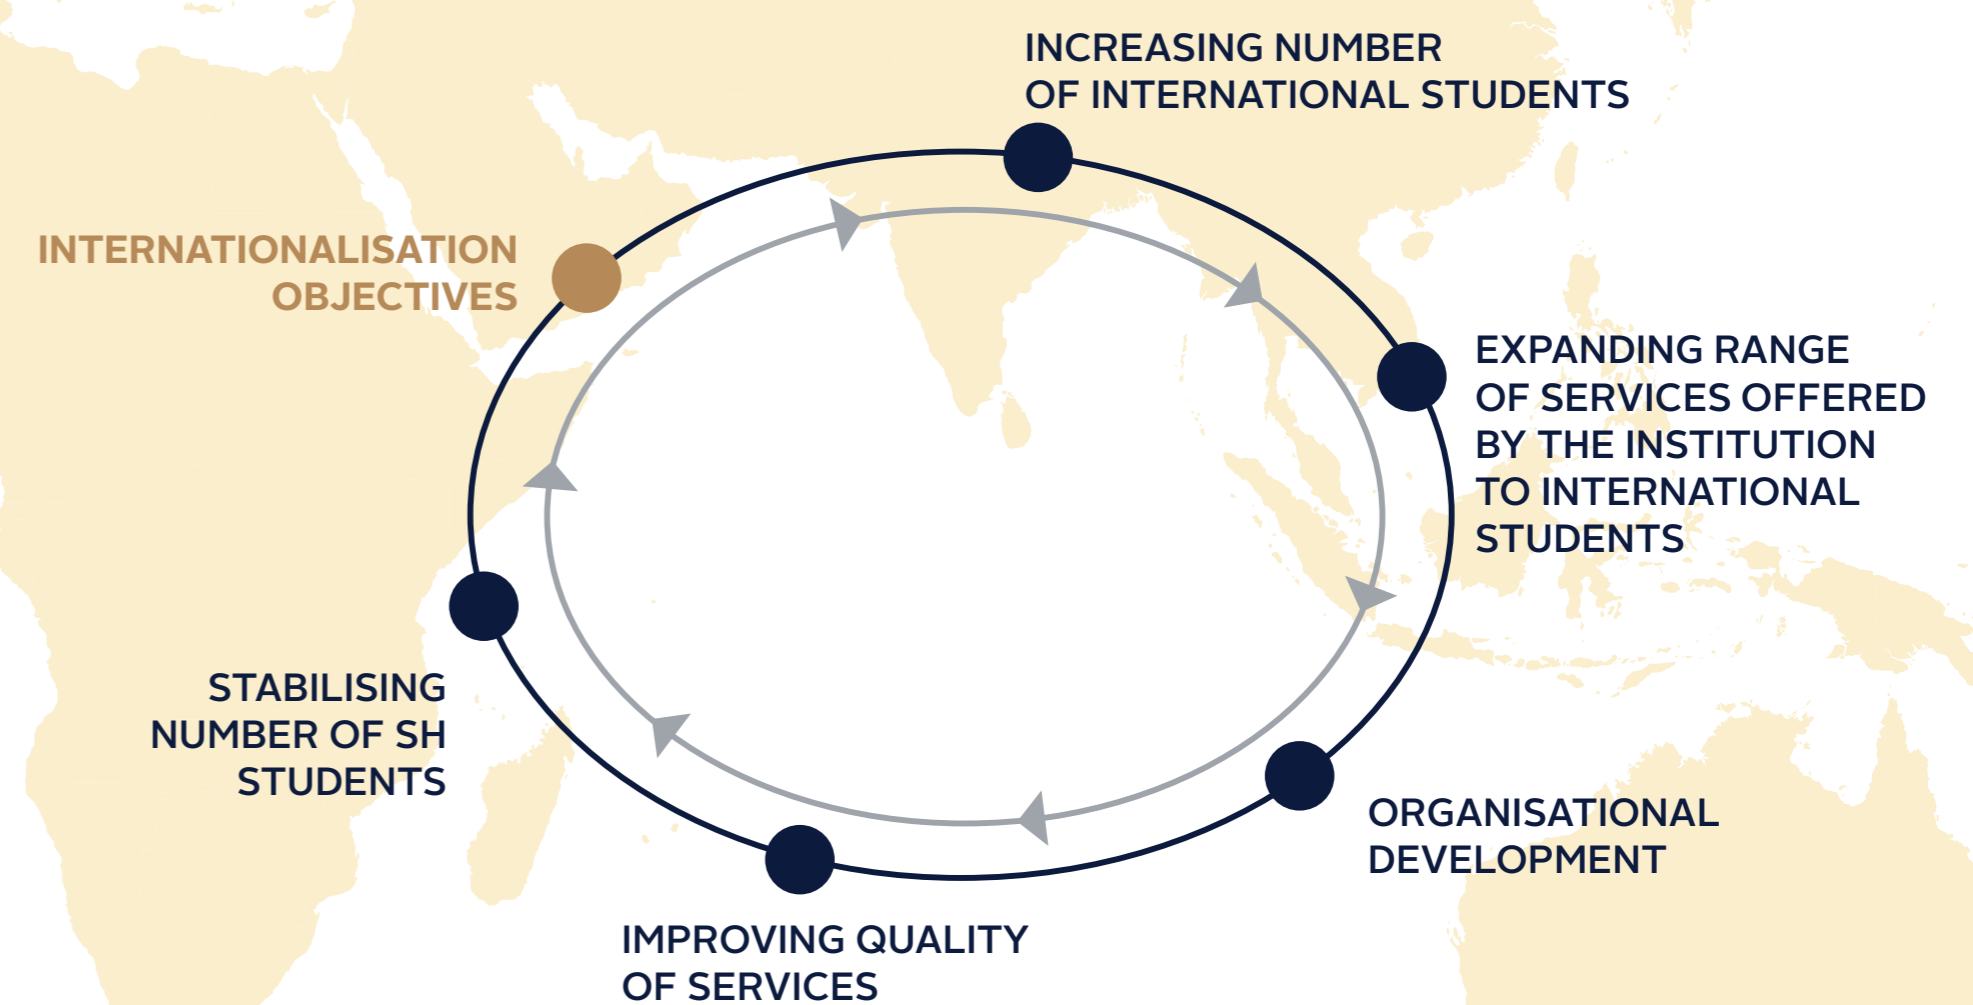 INCREASING NUMBER
OF INTERNATIONAL STUDENTS
INTERNATIONALISATION
OBJECTIVES
EXPANDING RANGE
OF SERVICES OFFERED
BY THE INSTITUTION
TO INTERNATIONAL
STUDENTS
STABILISING
NUMBER OF SH
STUDENTS
ORGANISATIONAL
DEVELOPMENT
IMPROVING QUALITY
OF SERVICES